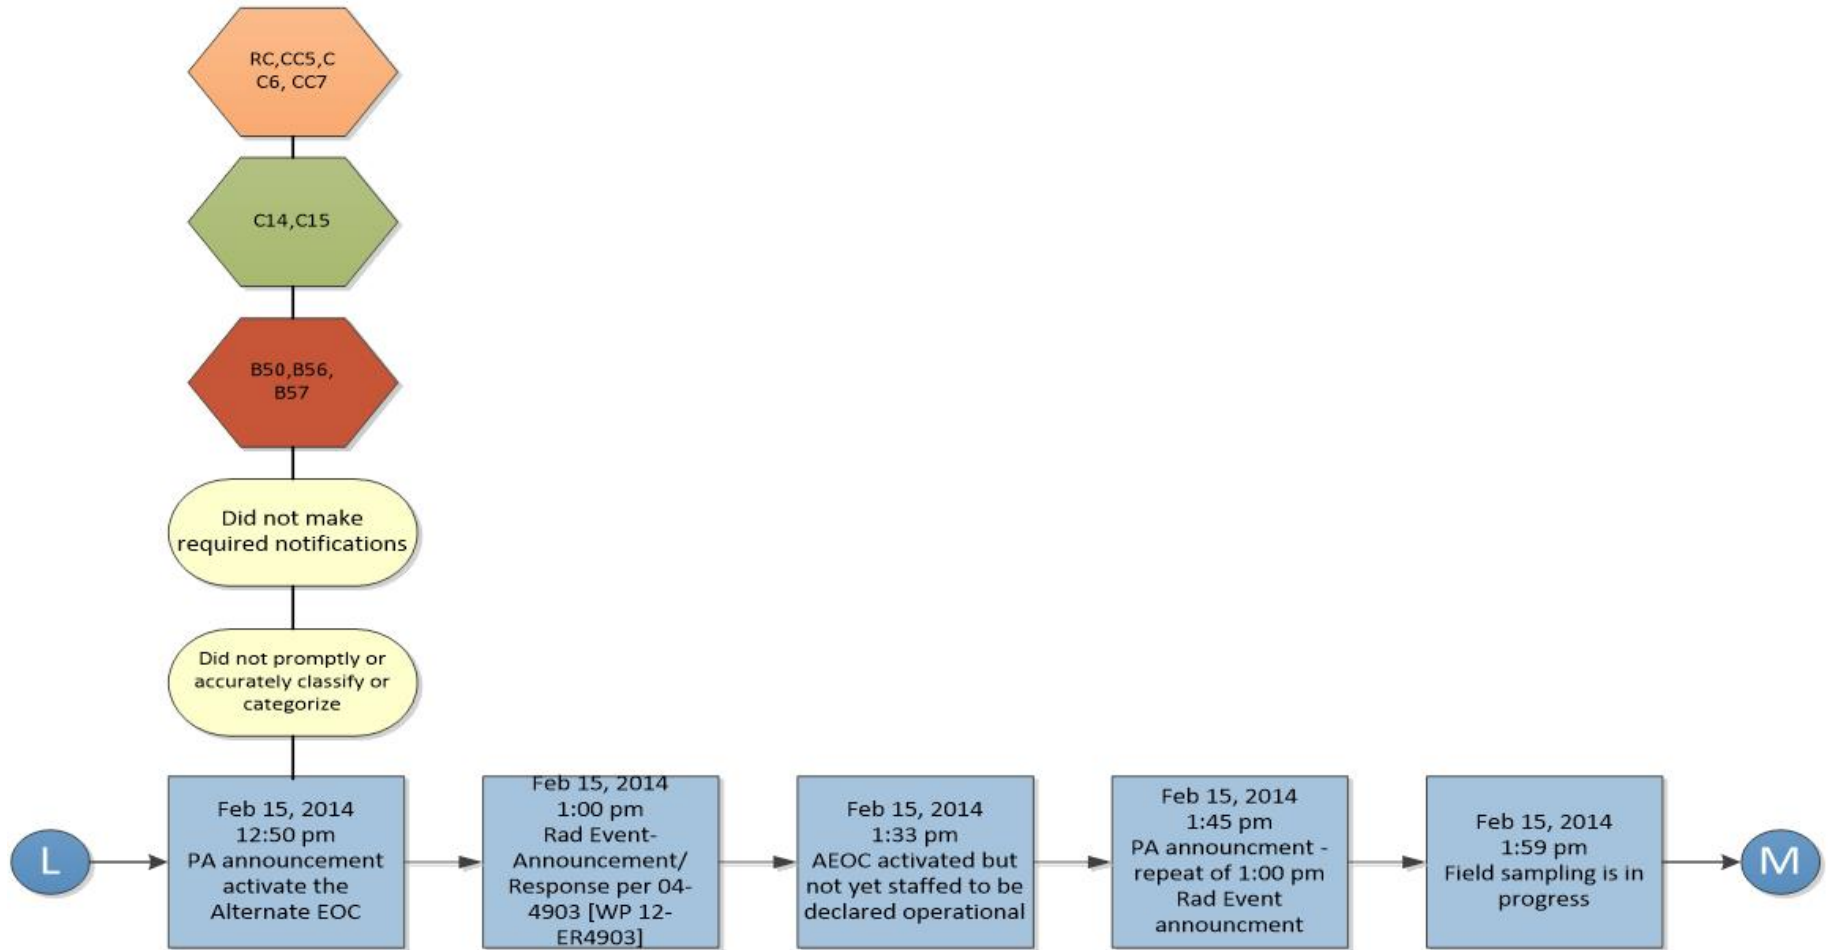 RC,CC5,C
C6, CC7
C14,C15
B50,B56,
B57
Did not make
required notifications
Did not promptly or
accurately classify or
categorize
L
Feb 15, 2014
12:50 pm
PA announcement
activate the
Alternate EOC
Feb 15, 2014
1:00 pm
Rad Event-
Announcement/
Response per 04-
4903 [WP 12-
ER4903]
Feb 15, 2014
1:33 pm
AEOC activated but
not yet staffed to be
declared operational
Feb 15, 2014
1:45 pm
PA announcment -
repeat of 1:00 pm
Rad Event
announcment
Feb 15, 2014
1:59 pm
Field sampling is in
progress
M